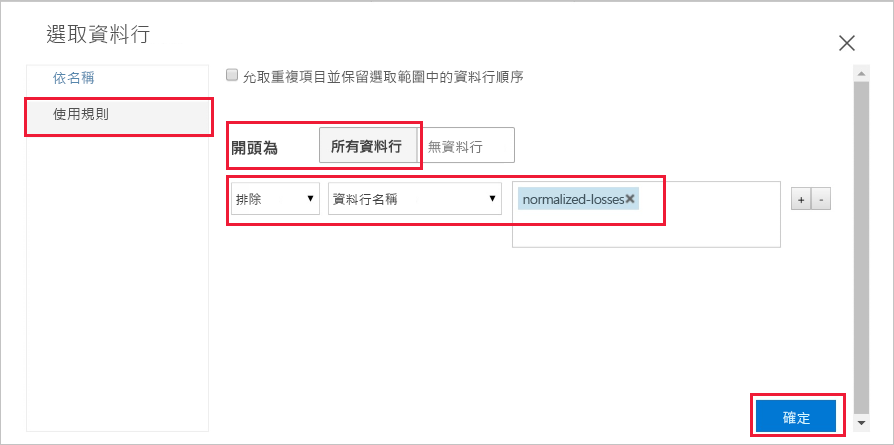 選取資料行
依名稱
使用規則
允取重複項目並保留選取範圍中的資料行順序
開頭為 所有資料行 無資料行
排除 資料行名稱 normalized-losses + -
確定